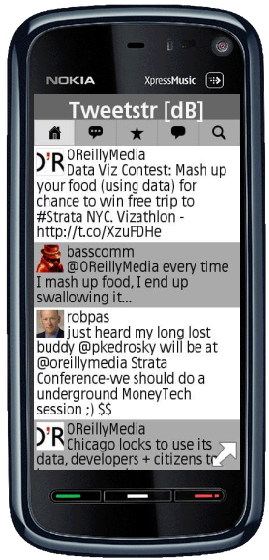 NOKIA XpressMusic
Tweetstr [dB]
O'R OReillyMedia
Data Viz Contest: Mash up
your food (using data) for
chance to win free trip to
#Strata NYC. Vizathlon -
http://t.co/XzuFDHe
basscomm
@OReillyMedia every time
I mash up food,I end up
swallowing it...
robpas
just heard my long lost
buddy @pkedrosky will be at
@oreillymedia Strata
Conference-we should do a
underground MoneyTech
session ;) $$
O'R OReillyMedia
Chicago locks to use its
data, developers + citizens to